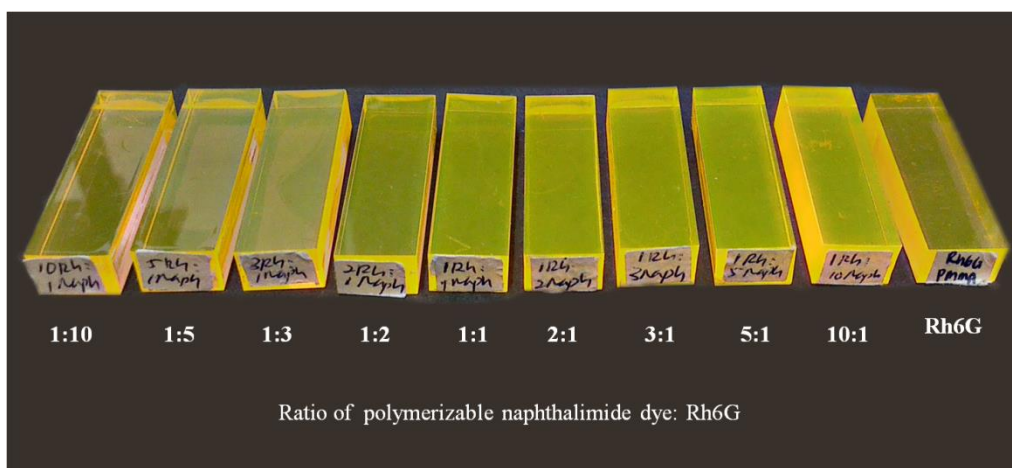 10Rh:
1Naph
5Rh:
1Naph
3Rh:
1Naph
2Rh:
1Naph
1Rh:
1Naph
1Rh
2Naph
1Rh:
3Naph
1Rh:
5Naph
1Rh:
10Naph
Rh6G
PMMA
1:10 1:5 1:3 1:2 1:1 2:1 3:1 5:1 10:1 Rh6G
Ratio of polymerizable naphthalimide dye: Rh6G